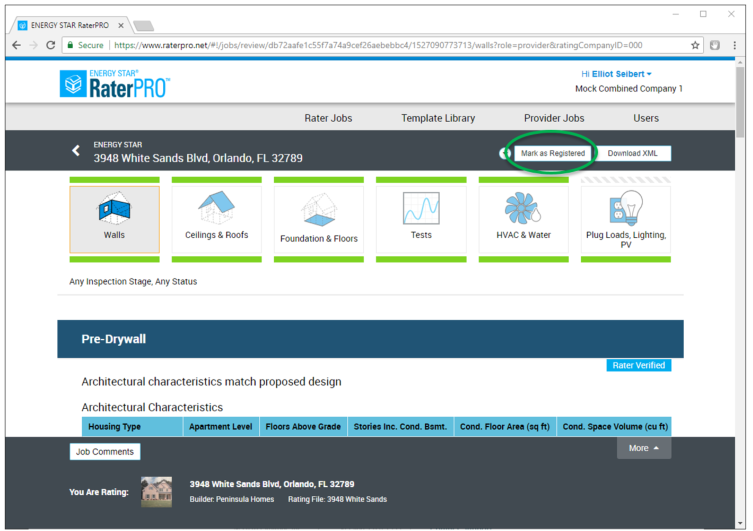 ENERGY STAR RaterPRO
Secure | https://www.raterpro.net/#!/jobs/review/db72aafe1c55f7a74a9cef26aebebbc4/1527090773713/walls?role=provider&ratingCompanyID=000
ENERGY STAR®
RaterPRO™
Hi Elliot Seibert
Mock Combined Company 1
Rater Jobs Template Library Provider Jobs Users
ENERGY STAR
3948 White Sands Blvd, Orlando, FL 32789
Mark as Registered Download XML
Walls Ceilings & Roofs Foundation & Floors Tests HVAC & Water Plug Loads, Lighting,
PV
Any Inspection Stage, Any Status
Pre-Drywall
Rater Verified
Architectural characteristics match proposed design
Architectural Characteristics
Housing Type Apartment Level Floors Above Grade Stories Inc. Cond. Bsmt. Cond. Floor Area (sq ft) Cond. Space Volume (cu ft)
Job Comments More
You Are Rating:
3948 White Sands Blvd, Orlando, FL 32789
Builder: Peninsula Homes Rating File: 3948 White Sands